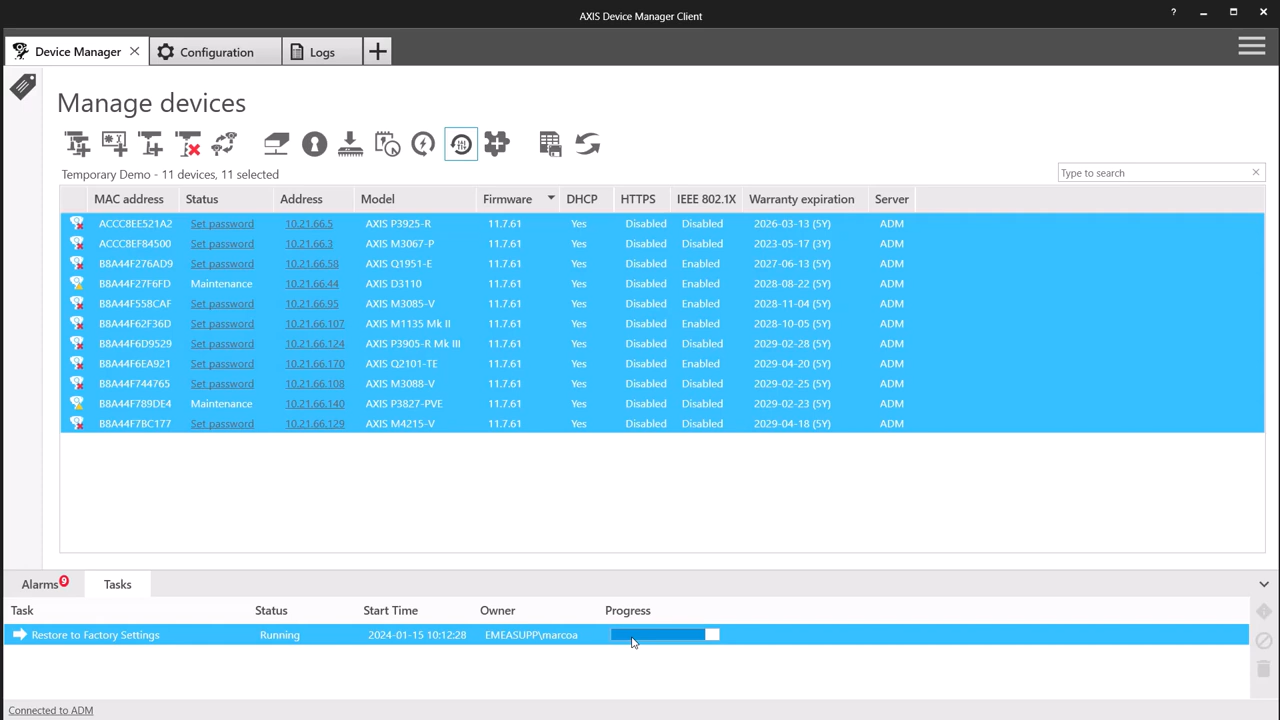 AXIS Device Manager Client
?
Device Manager Configuration Logs
Manage devices
Temporary Demo - 11 devices, 11 selected
Type to search
MAC address Status Address Model Firmware DHCP HTTPS IEEE 802.1X Warranty expiration Server
ACCC8EE521A2 Set password 10.21.66.5 AXIS P3925-R 11.7.61 Yes Disabled Disabled 2026-03-13 (5Y) ADM
ACCC8EF84500 Set password 10.21.66.3 AXIS M3067-P 11.7.61 Yes Disabled Disabled 2023-05-17 (3Y) ADM
B8A44F276AD9 Set password 10.21.66.58 AXIS Q1951-E 11.7.61 Yes Disabled Enabled 2027-06-13 (5Y) ADM
B8A44F27F6FD Maintenance 10.21.66.44 AXIS D3110 11.7.61 Yes Disabled Enabled 2028-08-22 (5Y) ADM
B8A44F558CAF Set password 10.21.66.95 AXIS M3085-V 11.7.61 Yes Disabled Enabled 2028-11-04 (5Y) ADM
B8A44F62F36D Set password 10.21.66.107 AXIS M1135 Mk II 11.7.61 Yes Disabled Enabled 2028-10-05 (5Y) ADM
B8A44F6D9529 Set password 10.21.66.124 AXIS P3905-R Mk III 11.7.61 Yes Disabled Disabled 2029-02-28 (5Y) ADM
B8A44F6EA921 Set password 10.21.66.170 AXIS Q2101-TE 11.7.61 Yes Disabled Enabled 2029-04-20 (5Y) ADM
B8A44F744765 Set password 10.21.66.108 AXIS M3088-V 11.7.61 Yes Disabled Disabled 2029-02-25 (5Y) ADM
B8A44F789DE4 Maintenance 10.21.66.140 AXIS P3827-PVE 11.7.61 Yes Disabled Disabled 2029-02-23 (5Y) ADM
B8A44F7BC177 Set password 10.21.66.129 AXIS M4215-V 11.7.61 Yes Disabled Disabled 2029-04-18 (5Y) ADM
Alarms 9 Tasks
Task Status Start Time Owner Progress
Restore to Factory Settings Running 2024-01-15 10:12:28 EMEASUPP\marcoa
Connected to ADM